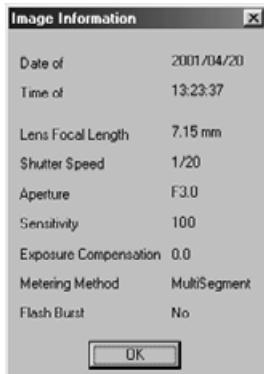 Image Information
Date of 2001/04/20
Time of 13:23:37
Lens Focal Length 7.15 mm
Shutter Speed 1/20
Aperture F3.0
Sensitivity 100
Exposure Compensation 0.0
Metering Method MultiSegment
Flash Burst No
OK